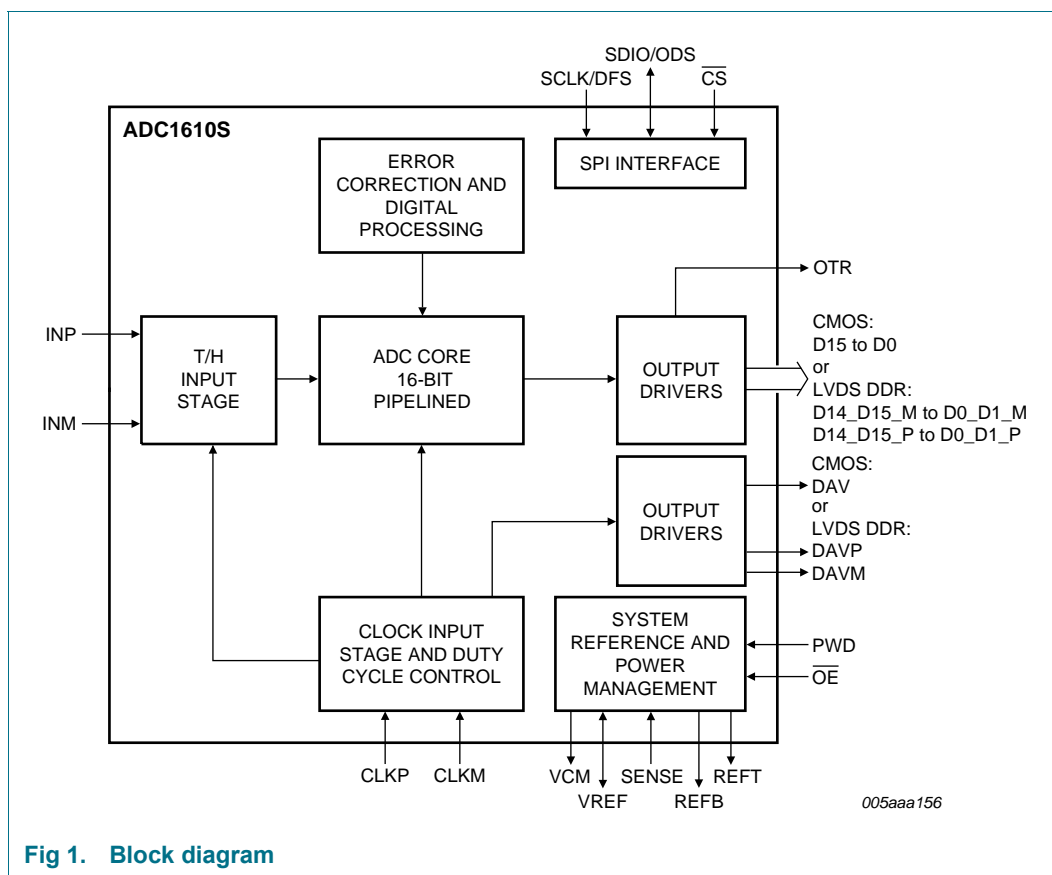 SDIO/ODS
SCLK/DFS
CS
ADC1610S
ERROR
CORRECTION AND
DIGITAL
PROCESSING
SPI INTERFACE
OTR
INP
INM
T/H
INPUT
STAGE
ADC CORE
16-BIT
PIPELINED
OUTPUT
DRIVERS
CMOS:
D15 to D0
or
LVDS DDR:
D14_D15_M to D0_D1_M
D14_D15_P to D0_D1_P
OUTPUT
DRIVERS
CMOS:
DAV
or
LVDS DDR:
DAVP
DAVM
CLOCK INPUT
STAGE AND DUTY
CYCLE CONTROL
SYSTEM
REFERENCE AND
POWER
MANAGEMENT
PWD
OE
CLKP
CLKM
VCM
SENSE
REFT
VREF
REFB
005aaa156
Fig 1. Block diagram